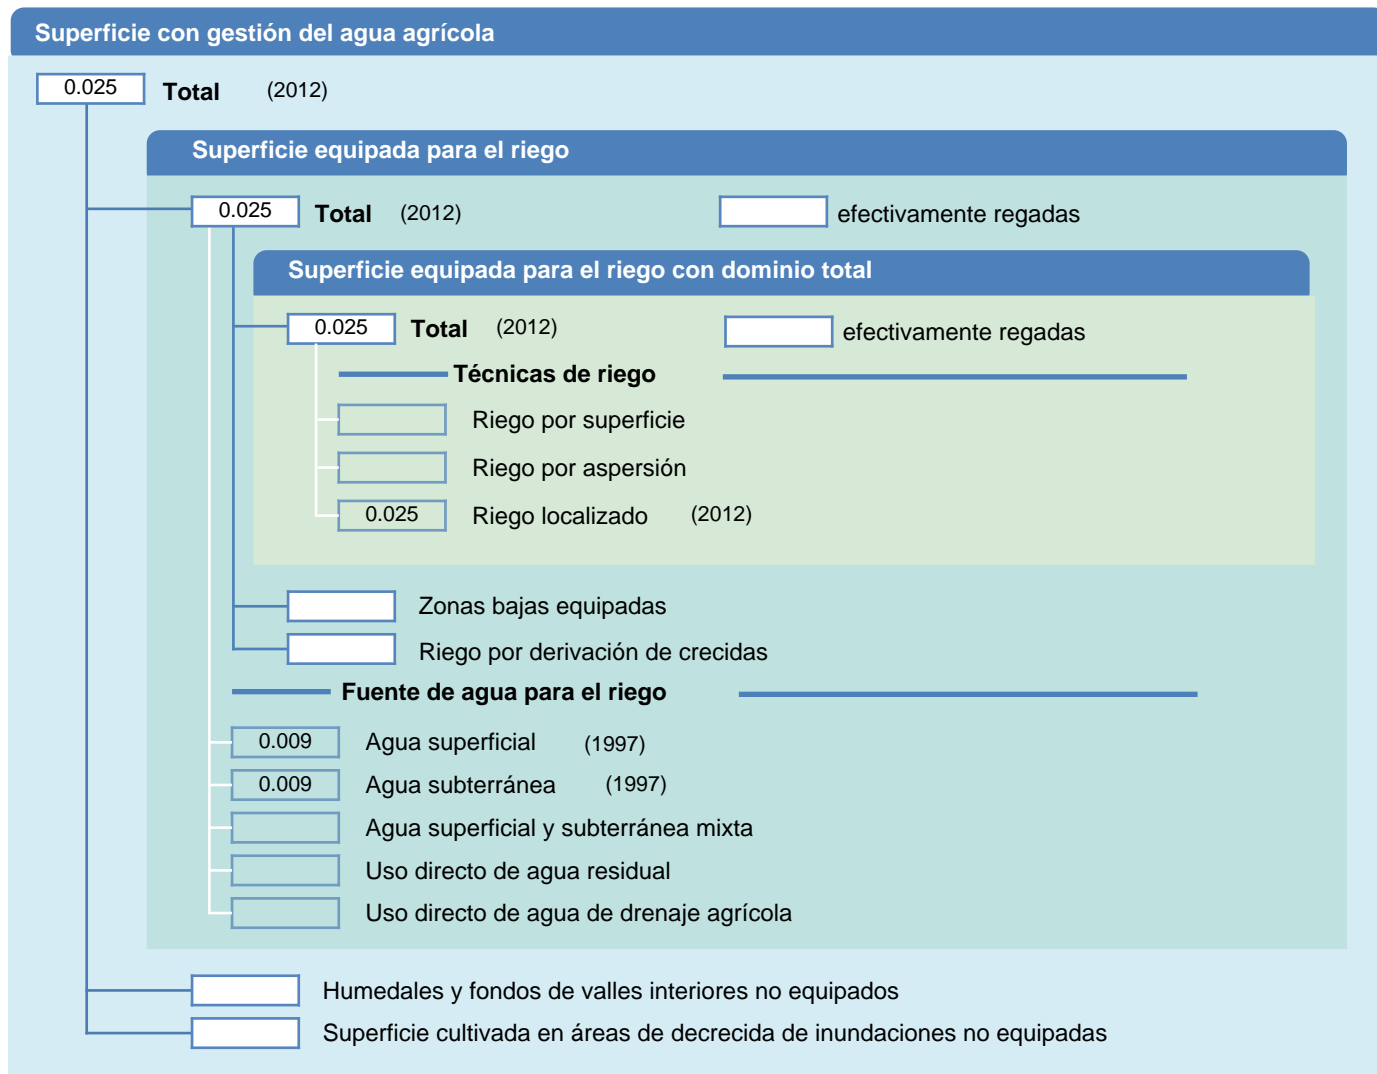 Superficie con gestión del agua agrícola
0.025 Total (2012)
Superficie equipada para el riego
0.025 Total (2012) efectivamente regadas
Superficie equipada para el riego con dominio total
0.025 Total (2012) efectivamente regadas
Técnicas de riego
Riego por superficie
Riego por aspersión
0.025 Riego localizado (2012)
Zonas bajas equipadas
Riego por derivación de crecidas
Fuente de agua para el riego
0.009 Agua superficial (1997)
0.009 Agua subterránea (1997)
Agua superficial y subterránea mixta
Uso directo de agua residual
Uso directo de agua de drenaje agrícola
Humedales y fondos de valles interiores no equipados
Superficie cultivada en áreas de decrecida de inundaciones no equipadas